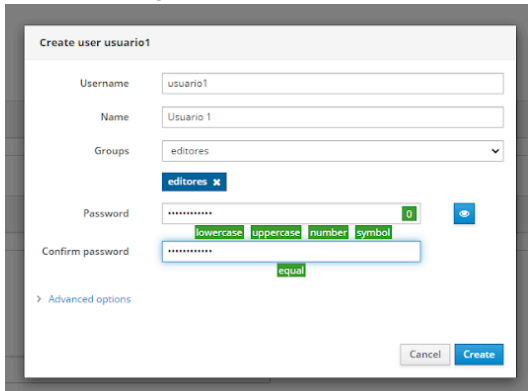 Create user usuario1
Username usuario1
Name Usuario 1
Groups editores
editores x
Password ············ 0
lowercase uppercase number symbol
Confirm password ············
equal
> Advanced options
Cancel Create